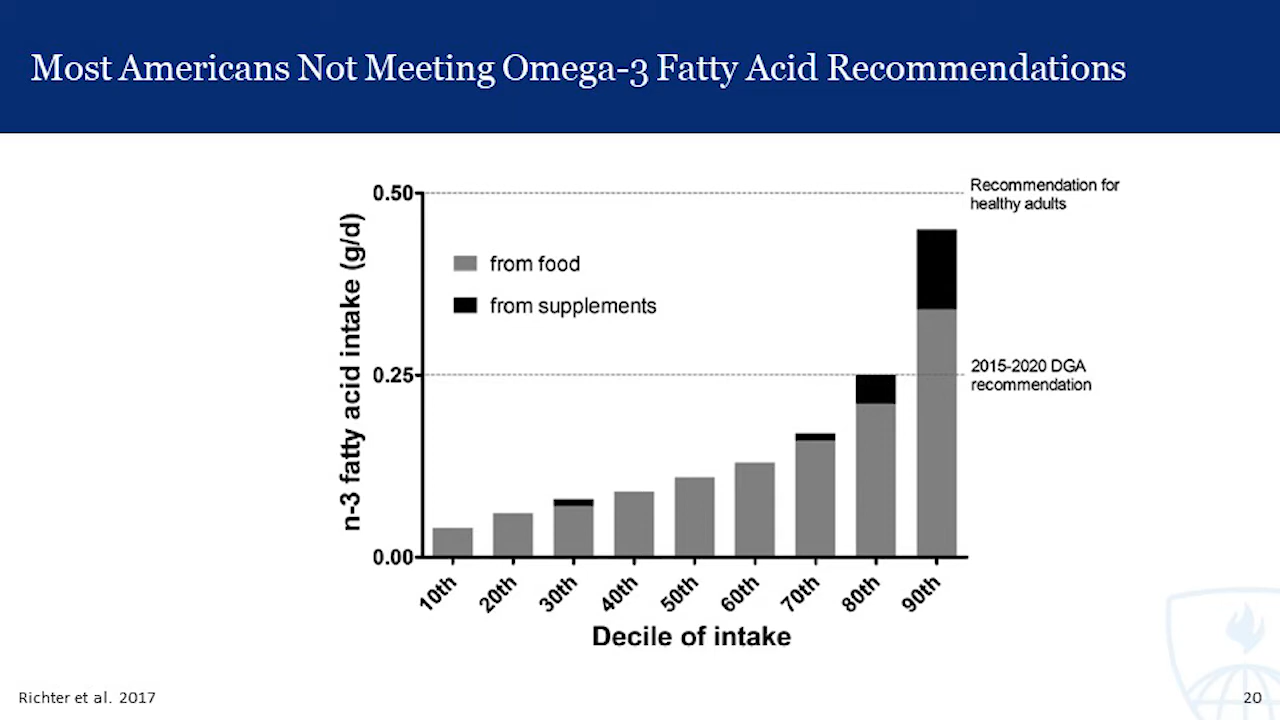 Most Americans Not Meeting Omega-3 Fatty Acid Recommendations
n-3 fatty acid intake (g/d)
0.50
0.25
0.00
from food
from supplements
Recommendation for
healthy adults
2015-2020 DGA
recommendation
10th
20th
30th
40th
50th
60th
70th
80th
90th
Decile of intake
Richter et al. 2017
20